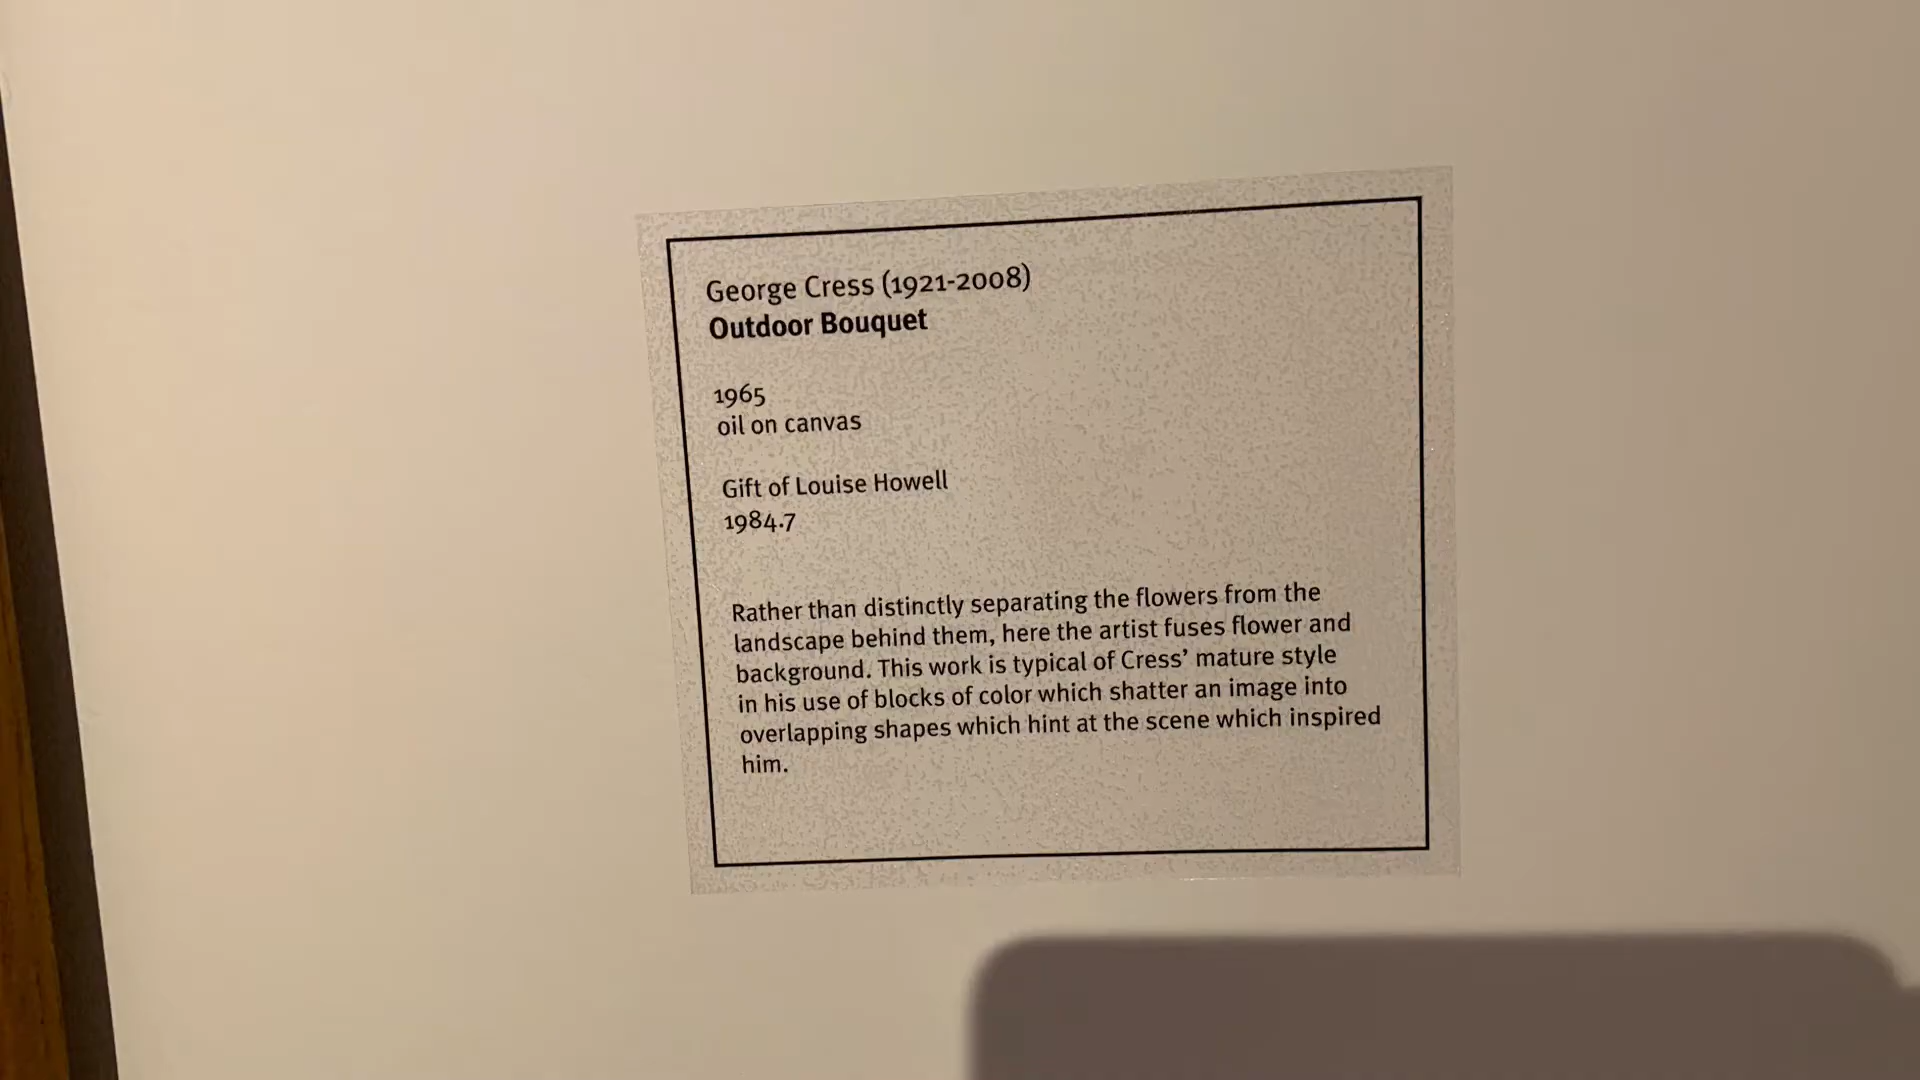 George Cress (1921-2008)
Outdoor Bouquet
1965
oil on canvas
Gift of Louise Howell
1984.7
Rather than distinctly separating the flowers from the
landscape behind them, here the artist fuses flower and
background. This work is typical of Cress’ mature style
in his use of blocks of color which shatter an image into
overlapping shapes which hint at the scene which inspired
him.